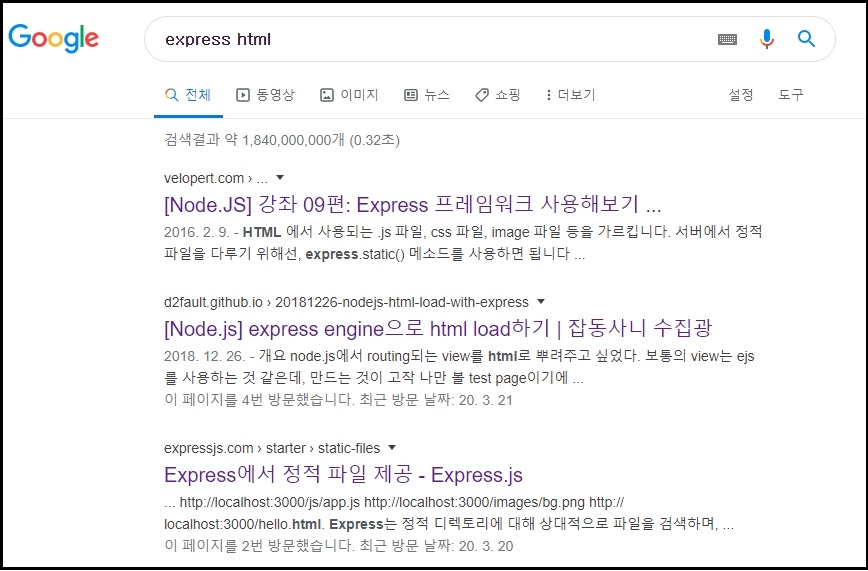 Google
express html
전체 동영상 이미지 뉴스 쇼핑 더보기 설정 도구
검색결과 약 1,840,000,000개 (0.32초)
velopert.com › ...
[Node.JS] 강좌 09편: Express 프레임워크 사용해보기 ...
2016. 2. 9. - HTML 에서 사용되는 .js 파일, css 파일, image 파일 등을 가르킵니다. 서버에서 정적
파일을 다루기 위해선, express.static() 메소드를 사용하면 됩니다 ...
d2fault.github.io › 20181226-nodejs-html-load-with-express
[Node.js] express engine으로 html load하기 | 잡동사니 수집광
2018. 12. 26. - 개요 node.js에서 routing되는 view를 html로 뿌려주고 싶었다. 보통의 view는 ejs
를 사용하는 것 같은데, 만드는 것이 고작 나만 볼 test page이기에 ...
이 페이지를 4번 방문했습니다. 최근 방문 날짜: 20. 3. 21
expressjs.com › starter › static-files
Express에서 정적 파일 제공 - Express.js
... http://localhost:3000/js/app.js http://localhost:3000/images/bg.png http://
localhost:3000/hello.html. Express는 정적 디렉토리에 대해 상대적으로 파일을 검색하며, ...
이 페이지를 2번 방문했습니다. 최근 방문 날짜: 20. 3. 20